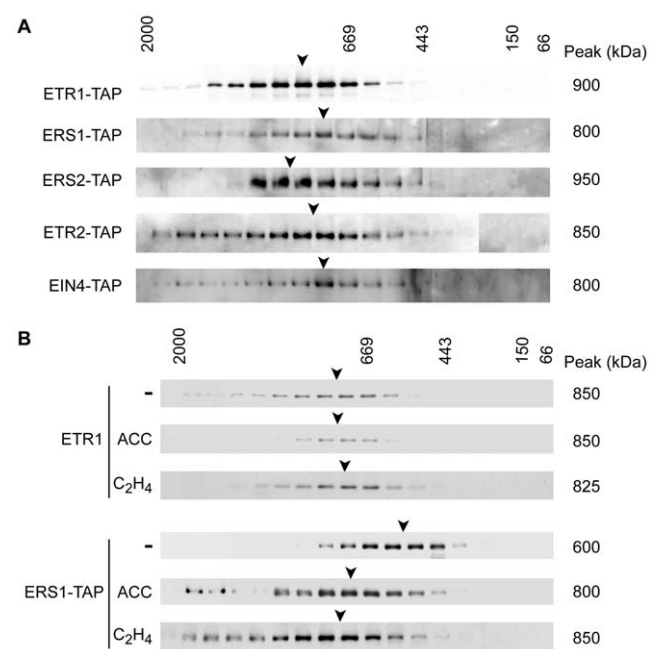 A
2000 669 443 150 66
Peak (kDa)
ETR1-TAP 900
ERS1-TAP 800
ERS2-TAP 950
ETR2-TAP 850
EIN4-TAP 800
B
2000 669 443 150 66
Peak (kDa)
- 850
ETR1 ACC 850
C2H4 825
- 600
ERS1-TAP ACC 800
C2H4 850